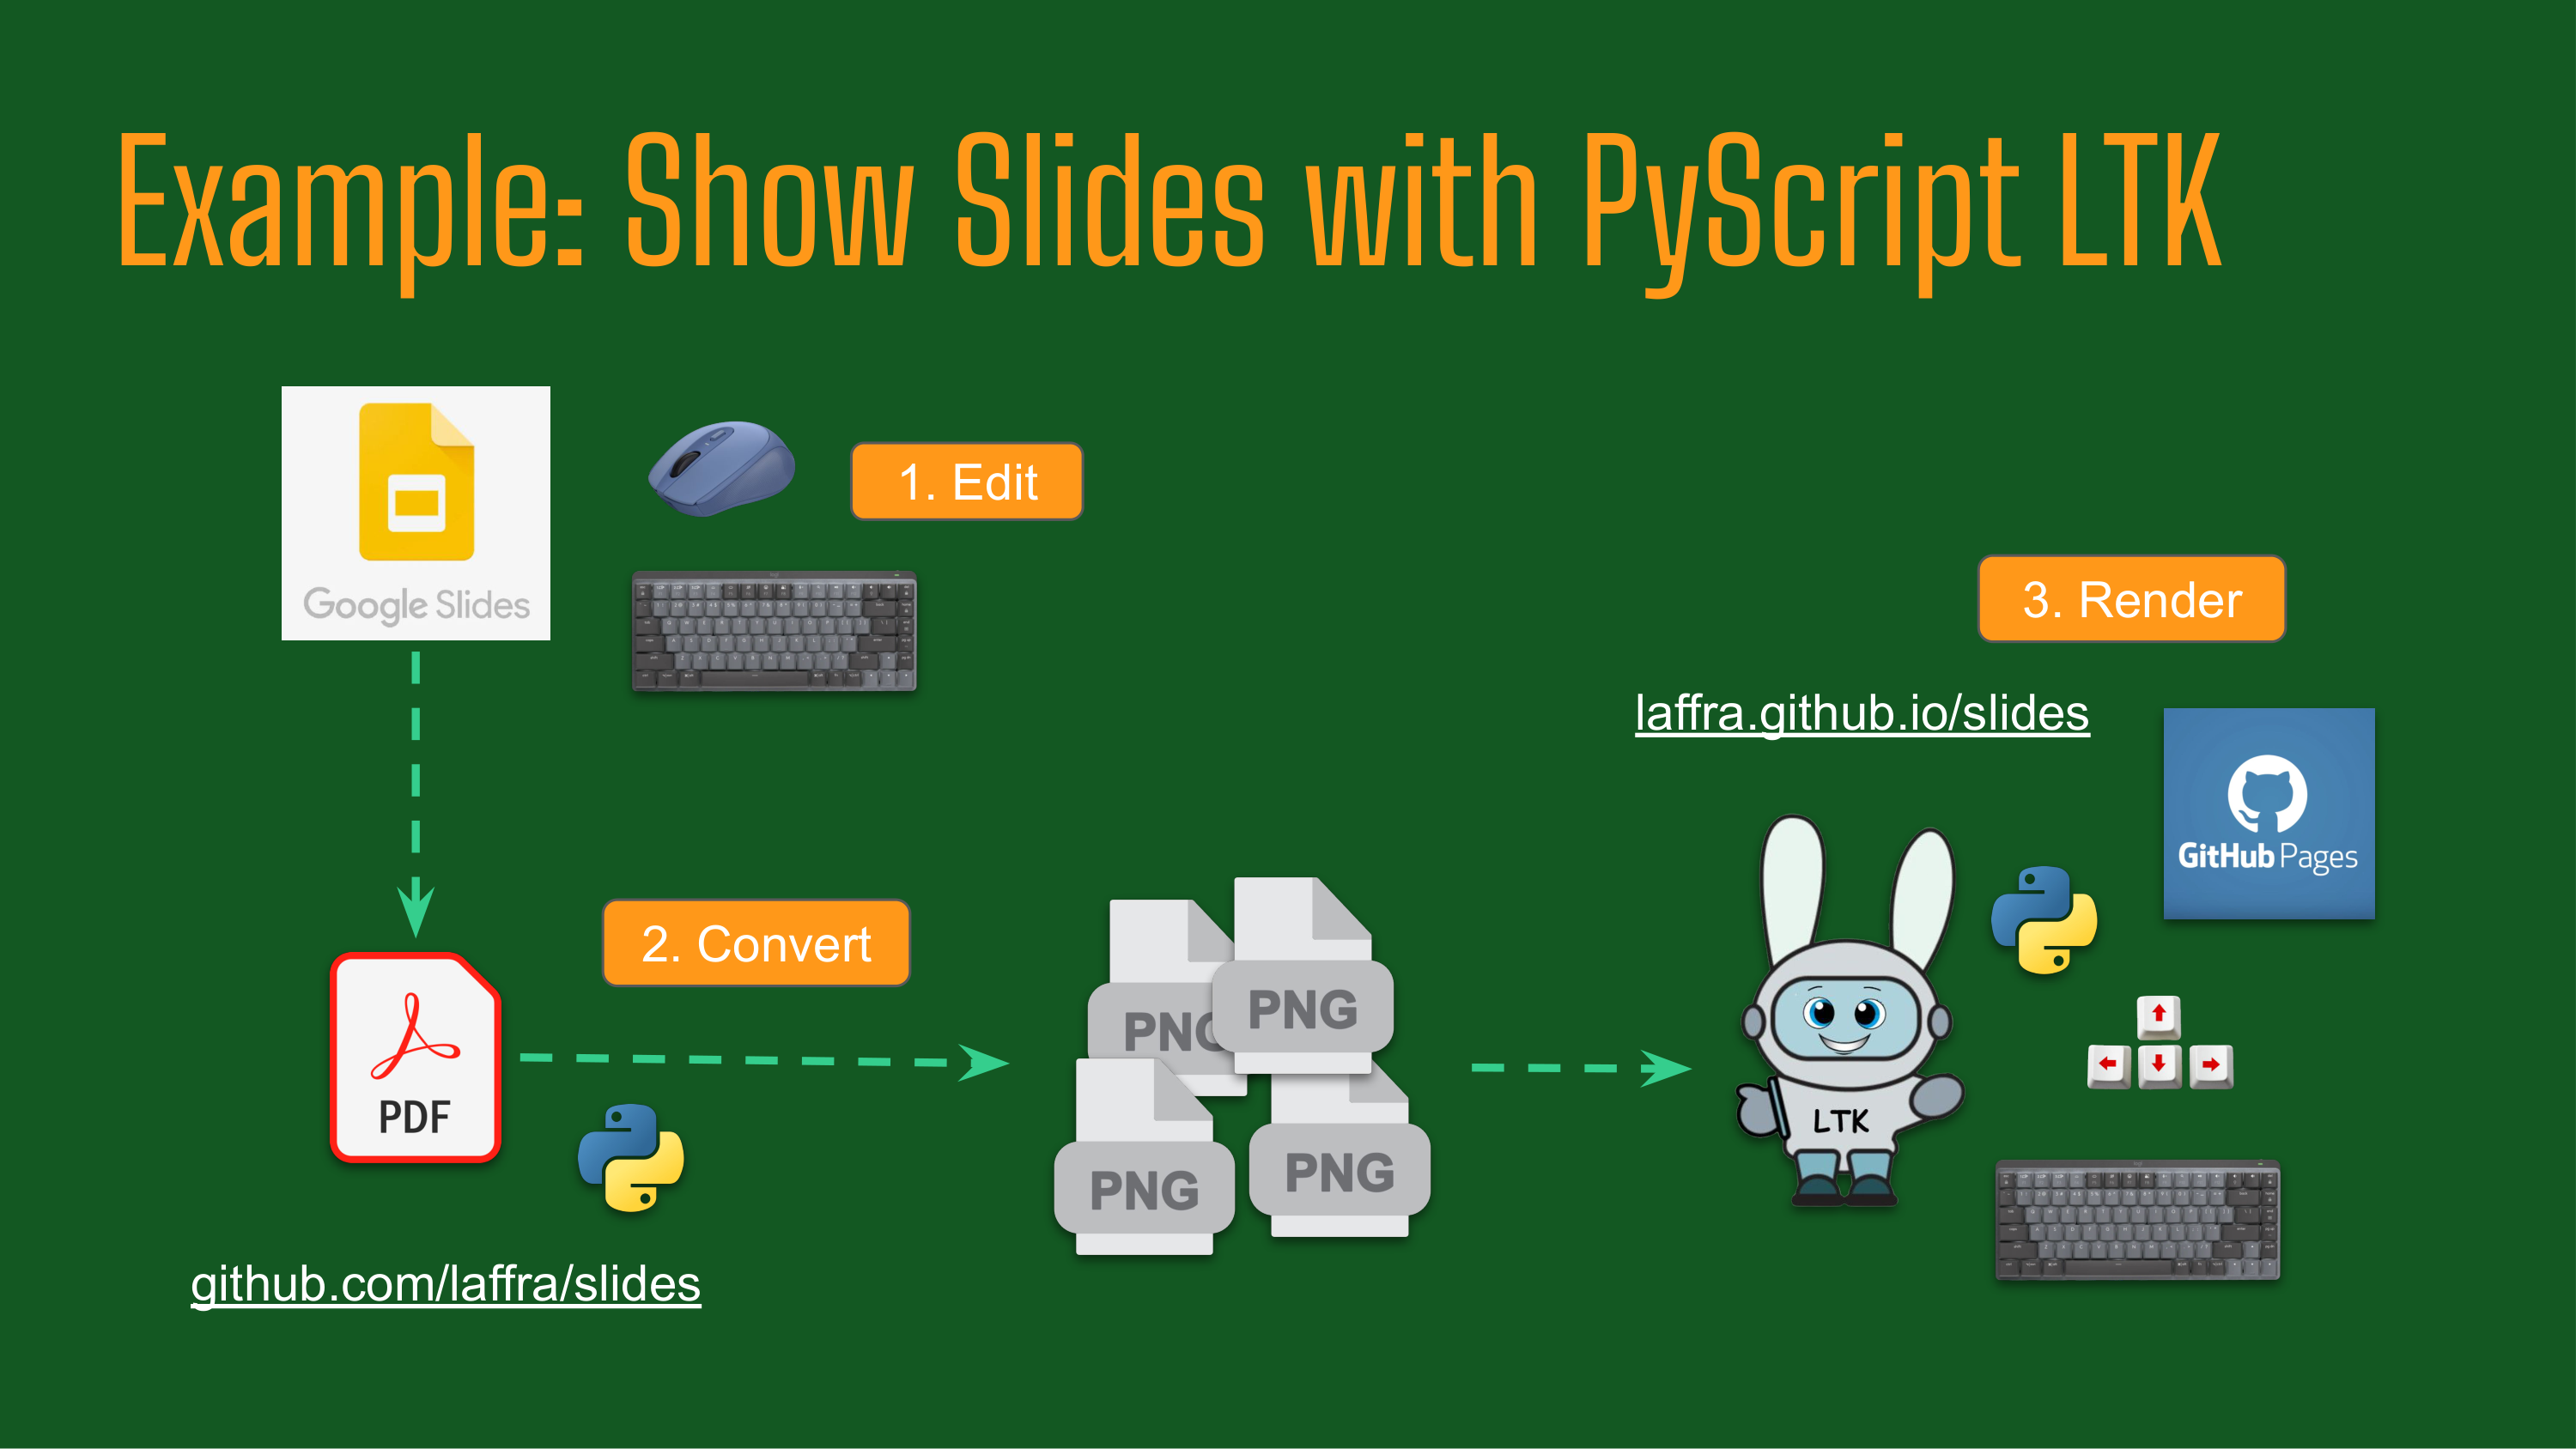 Example: Show Slides with PyScript LTK
Google Slides
1. Edit
3. Render
laffra.github.io/slides
GitHub Pages
2. Convert
PDF
PNG
PNG
PNG
LTK
github.com/laffra/slides